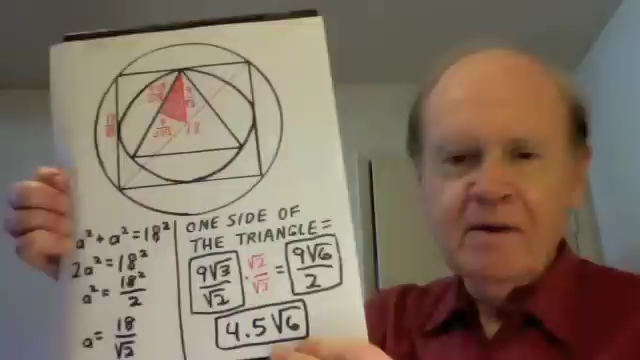 18
a² + a² = 18²
2a² = 18²
a² = 18²/2
a = 18/√2
ONE SIDE OF
THE TRIANGLE =
9√3/√2 · √2/√2 = 9√6/2
4.5√6